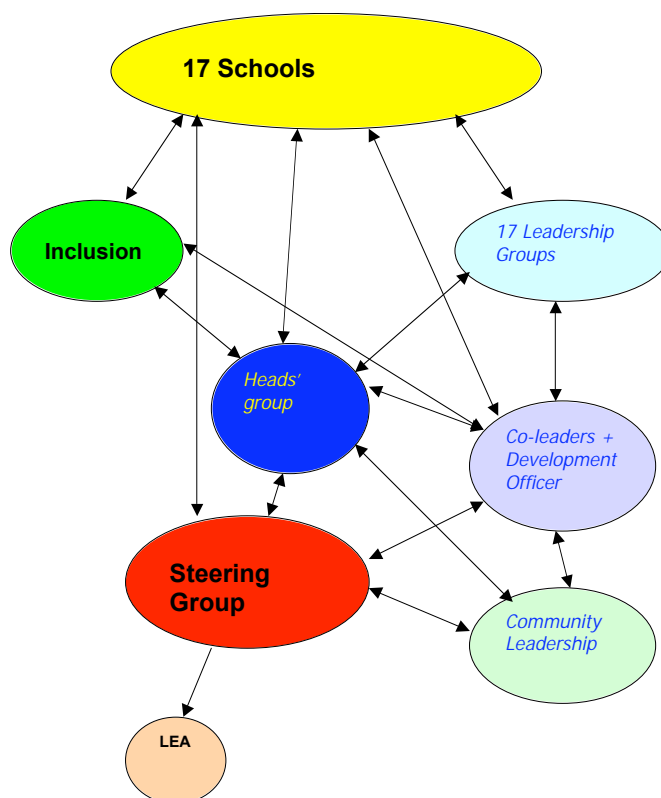 17 Schools
Inclusion
17 Leadership
Groups
Heads’
group
Co-leaders +
Development
Officer
Steering
Group
Community
Leadership
LEA